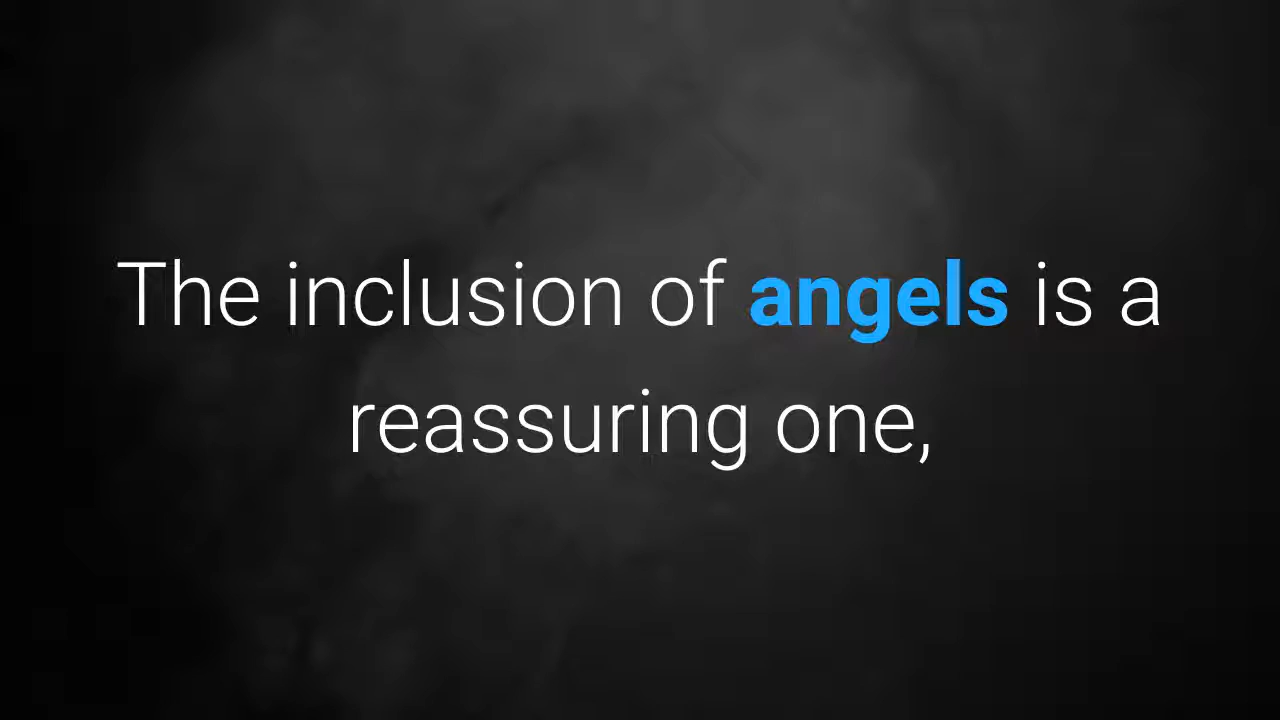 The inclusion of angels is a
reassuring one,